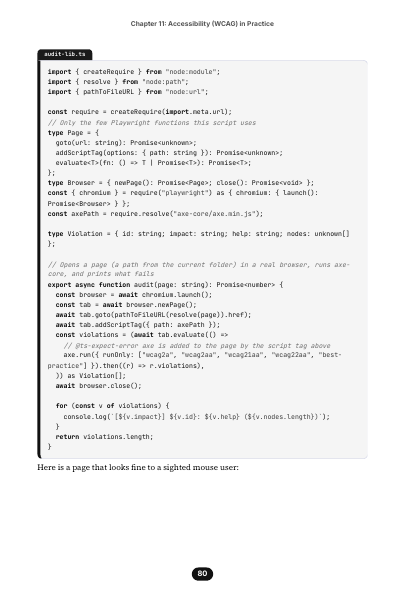 Chapter 11: Accessibility (WCAG) in Practice
audit-lib.ts
import { createRequire } from "node:module";
import { resolve } from "node:path";
import { pathToFileURL } from "node:url";
const require = createRequire(import.meta.url);
// Only the few Playwright functions this script uses
type Page = {
  goto(url: string): Promise<unknown>;
  addScriptTag(options: { path: string }): Promise<unknown>;
  evaluate<T>(fn: () => T | Promise<T>): Promise<T>;
};
type Browser = { newPage(): Promise<Page>; close(): Promise<void> };
const { chromium } = require("playwright") as { chromium: { launch():
Promise<Browser> } };
const axePath = require.resolve("axe-core/axe.min.js");
type Violation = { id: string; impact: string; help: string; nodes: unknown[]
};
// Opens a page (a path from the current folder) in a real browser, runs axe-
core, and prints what fails
export async function audit(page: string): Promise<number> {
  const browser = await chromium.launch();
  const tab = await browser.newPage();
  await tab.goto(pathToFileURL(resolve(page)).href);
  await tab.addScriptTag({ path: axePath });
  const violations = (await tab.evaluate(() =>
    // @ts-expect-error axe is added to the page by the script tag above
    axe.run({ runOnly: ["wcag2a", "wcag2aa", "wcag21aa", "wcag22aa", "best-
practice"] }).then((r) => r.violations),
  )) as Violation[];
  await browser.close();
  for (const v of violations) {
    console.log(`[${v.impact}] ${v.id}: ${v.help} (${v.nodes.length})`);
  }
  return violations.length;
}
Here is a page that looks fine to a sighted mouse user:
80